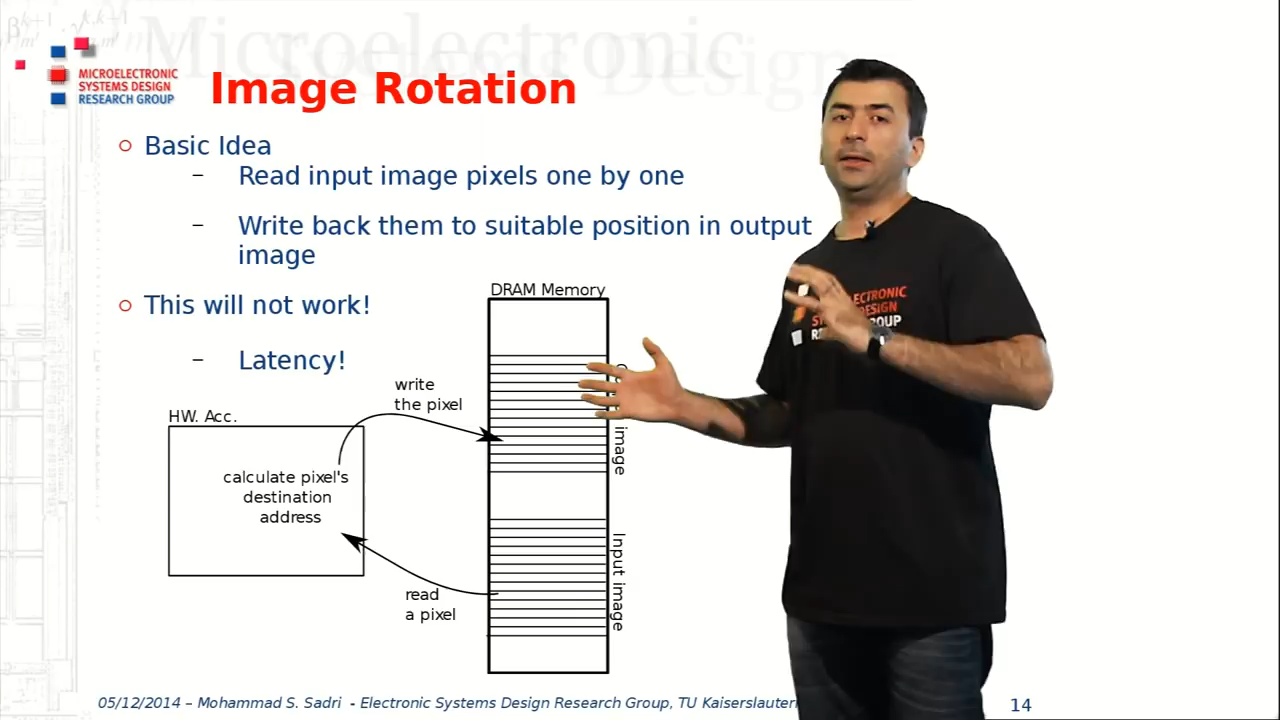 Microelectronic
MICROELECTRONIC
SYSTEMS DESIGN
RESEARCH GROUP
Image Rotation
Basic Idea
– Read input image pixels one by one
– Write back them to suitable position in output
image
This will not work!
– Latency!
DRAM Memory
write
the pixel
HW. Acc.
calculate pixel's
destination
address
image
Input image
read
a pixel
05/12/2014 – Mohammad S. Sadri - Electronic Systems Design Research Group, TU Kaiserslautern
14